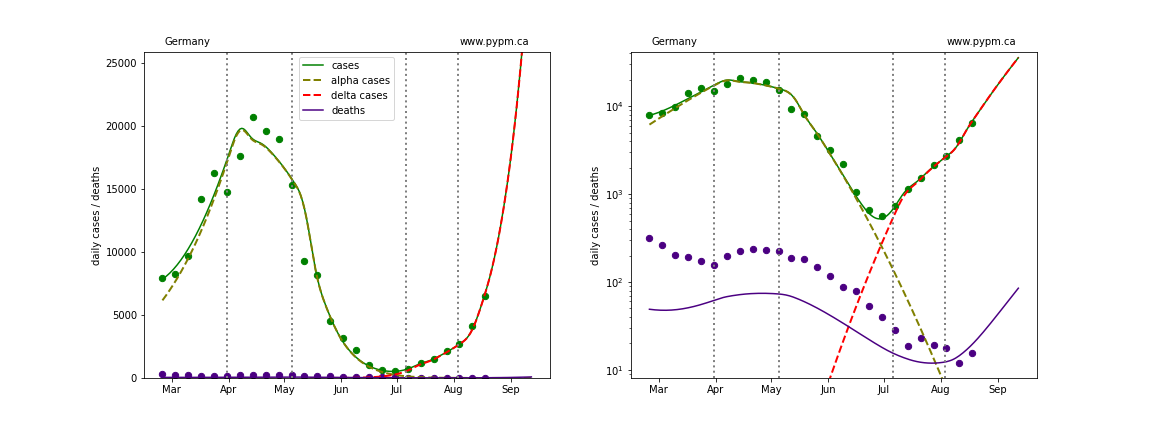 Germany
www.pypm.ca
daily cases / deaths
25000
20000
15000
10000
5000
0
cases
alpha cases
delta cases
deaths
Mar
Apr
May
Jun
Jul
Aug
Sep
Germany
www.pypm.ca
daily cases / deaths
10⁴
10³
10²
10¹
Mar
Apr
May
Jun
Jul
Aug
Sep